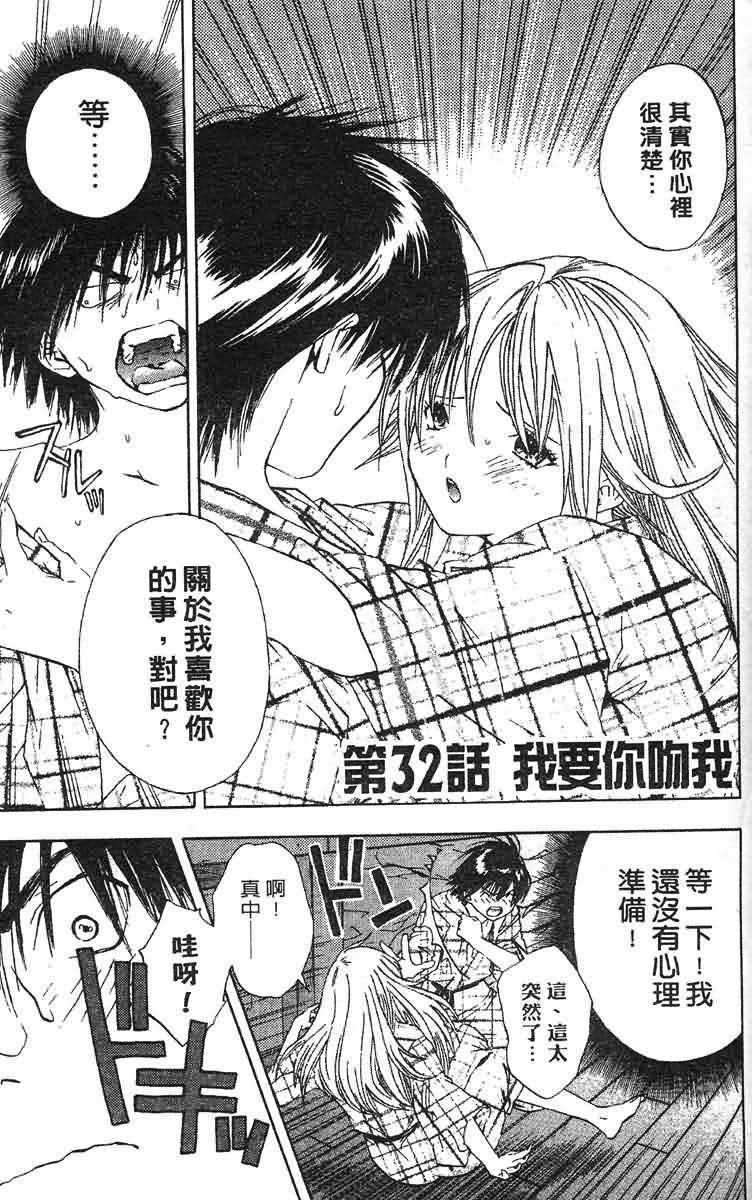 其實你心裡
很清楚…
關於我喜歡你
的事，對吧？
第32話 我要你吻我
等……
ズル
等一下！我
還沒有心理
準備！
這、這太
突然了…
ドン
啊！
真中──
哇呀！
ドキッ